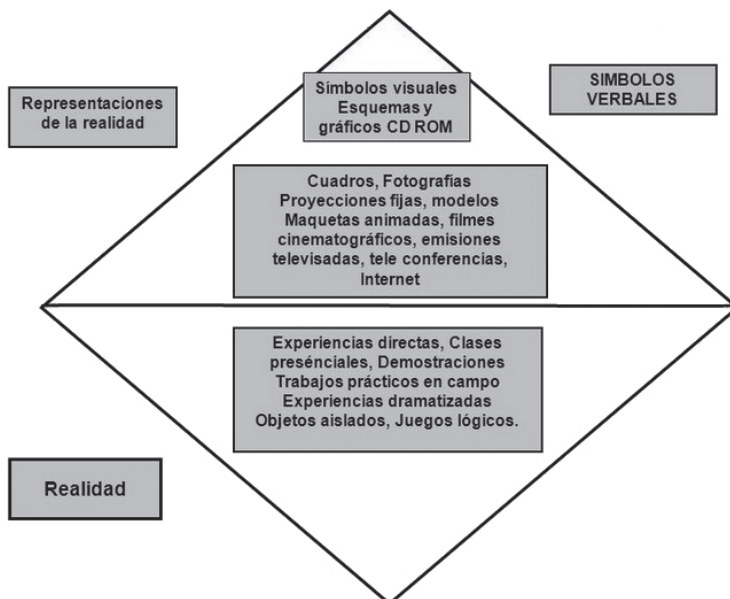 Representaciones
de la realidad
Símbolos visuales
Esquemas y
gráficos CD ROM
SIMBOLOS
VERBALES
Cuadros, Fotografías
Proyecciones fijas, modelos
Maquetas animadas, filmes
cinematográficos, emisiones
televisadas, tele conferencias,
Internet
Experiencias directas, Clases
presénciales, Demostraciones
Trabajos prácticos en campo
Experiencias dramatizadas
Objetos aislados, Juegos lógicos.
Realidad